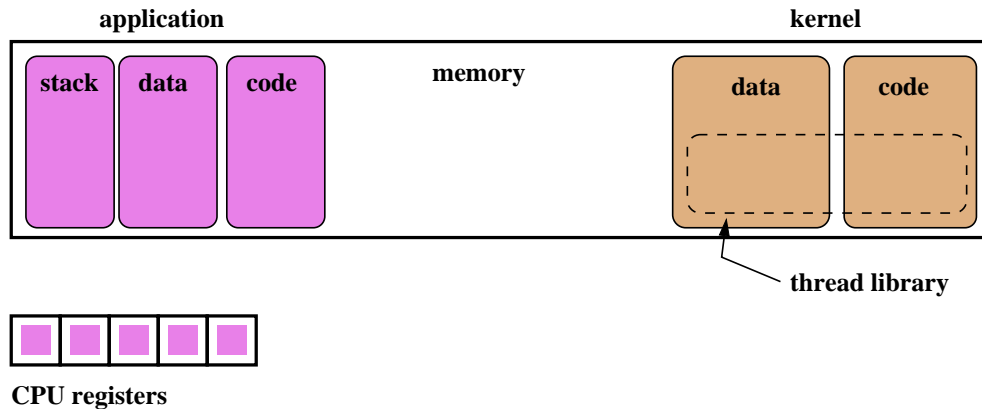 application
kernel
memory
stack
data
code
data
code
thread library
CPU registers